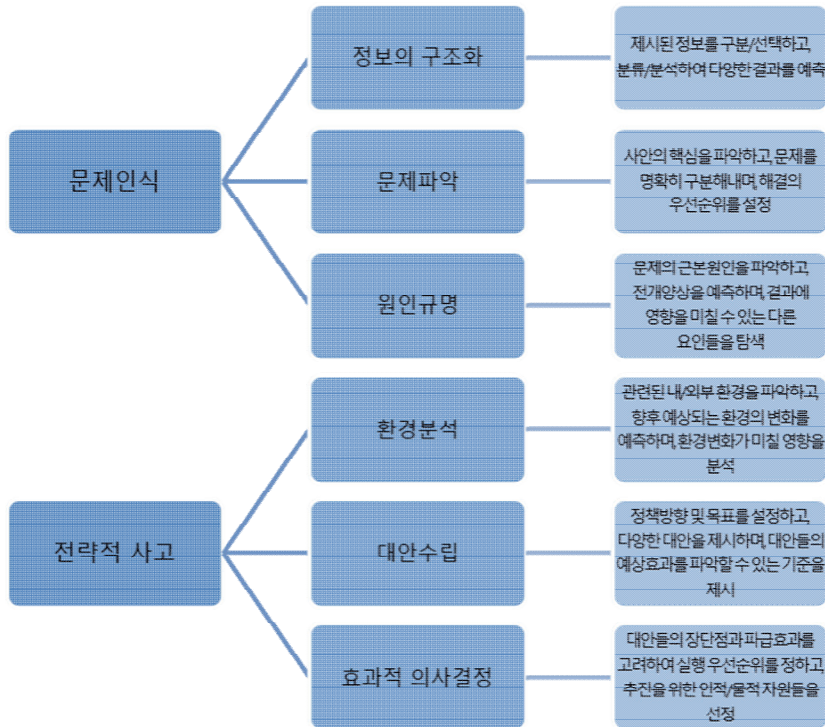 문제인식
정보의 구조화
제시된 정보를 구분/선택하고,
분류/분석하여 다양한 결과를 예측
문제파악
사안의 핵심을 파악하고, 문제를
명확히 구분해내며, 해결의
우선순위를 설정
원인규명
문제의 근본원인을 파악하고,
전개양상을 예측하며, 결과에
영향을 미칠 수 있는 다른
요인들을 탐색
전략적 사고
환경분석
관련된 내/외부 환경을 파악하고,
향후 예상되는 환경의 변화를
예측하며, 환경변화가 미칠 영향을
분석
대안수립
정책방향 및 목표를 설정하고,
다양한 대안을 제시하며, 대안들의
예상효과를 파악할 수 있는 기준을
제시
효과적 의사결정
대안들의 장단점과 파급효과를
고려하여 실행 우선순위를 정하고,
추진을 위한 인적/물적 자원들을
선정